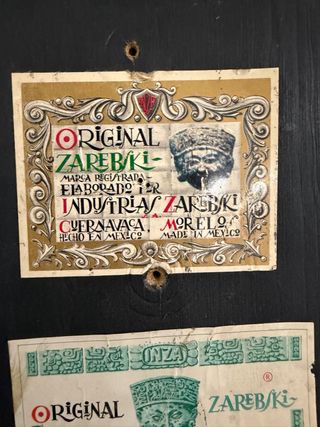 ORIGINAL
ZAREBSKI-
MARCA REGISTRADA
ELABORADO POR
INDUSTRIAS ZAREBSKI
CUERNAVACA, MORELOS
HECHO EN MEXICO MADE IN MEXICO
INZA
®
ORIGINAL ZAREBSKI-